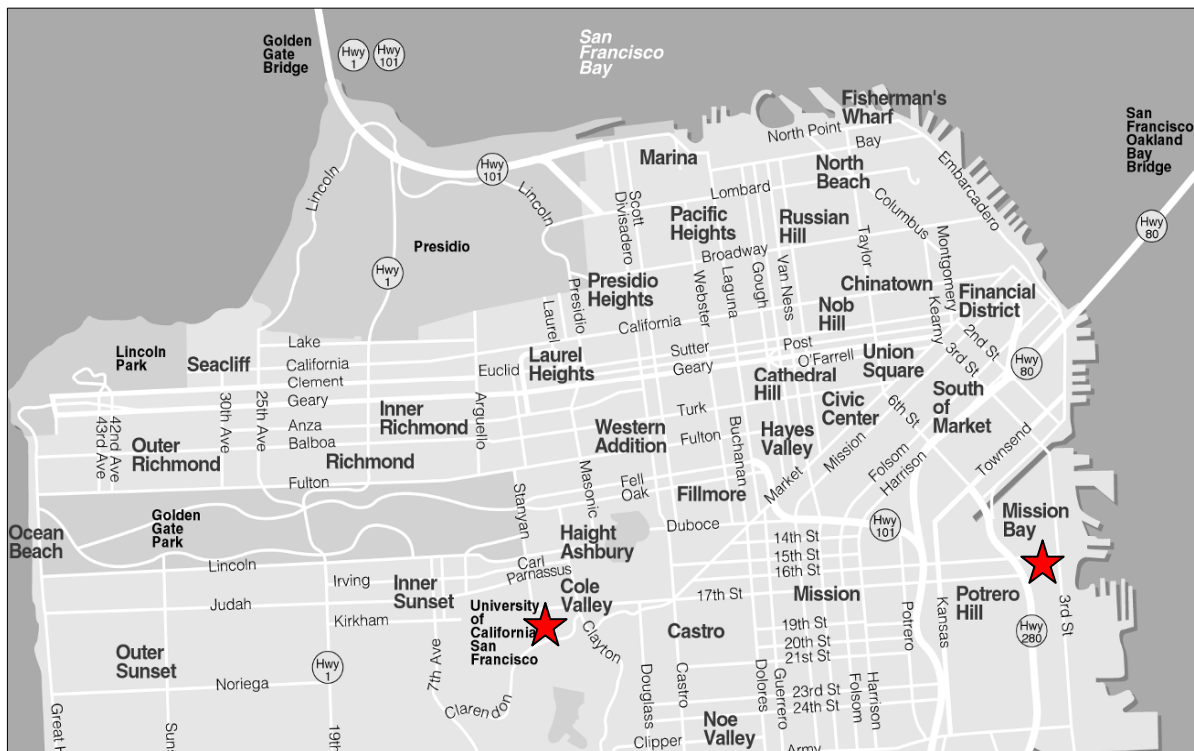 Golden
Gate
Bridge
Hwy
1
Hwy
101
San
Francisco
Bay
Fisherman's
Wharf
San
Francisco
Oakland
Bay
Bridge
North Point
Bay
Embarcadero
Marina
North
Beach
Hwy
101
Lincoln
Lincoln
Lombard
Scott
Divisadero
Columbus
Pacific
Heights
Russian
Hill
Hwy
80
Presidio
Broadway
Taylor
Montgomery
Hwy
1
Presidio
Heights
Presidio
Webster
Laguna
Gough
Van Ness
Chinatown
Financial
District
Laurel
California
Nob
Hill
Kearny
Lake
2nd St
Lincoln
Park
Seacliff
California
Clement
Geary
Euclid
Laurel
Heights
Sutter
Geary
Post
O'Farrell
Union
Square
3rd St
Hwy
80
Cathedral
Hill
43rd Ave
42nd Ave
30th Ave
25th Ave
Anza
Balboa
Inner
Richmond
Arguello
Turk
Civic
Center
6th St
South
of
Market
Outer
Richmond
Richmond
Western
Addition
Fulton
Buchanan
Hayes
Valley
Mission
Folsom
Harrison
Townsend
Fulton
Stanyan
Masonic
Fell
Oak
Fillmore
Market
Ocean
Beach
Golden
Gate
Park
Haight
Ashbury
Duboce
Hwy
101
Mission
Bay
14th St
15th St
16th St
Lincoln
Irving
Inner
Sunset
Carl
Parnassus
Cole
Valley
17th St
Mission
Potrero
Hill
Judah
Kirkham
University
of
California
San
Francisco
Clayton
Castro
19th St
20th St
21st St
Potrero
Kansas
Hwy
280
3rd St
Outer
Sunset
Hwy
1
7th Ave
Noriega
Clarendon
Douglass
Castro
Dolores
Guerrero
23rd St
24th St
Folsom
Harrison
Noe
Valley
Clipper
Army
Great H
Suns
19th